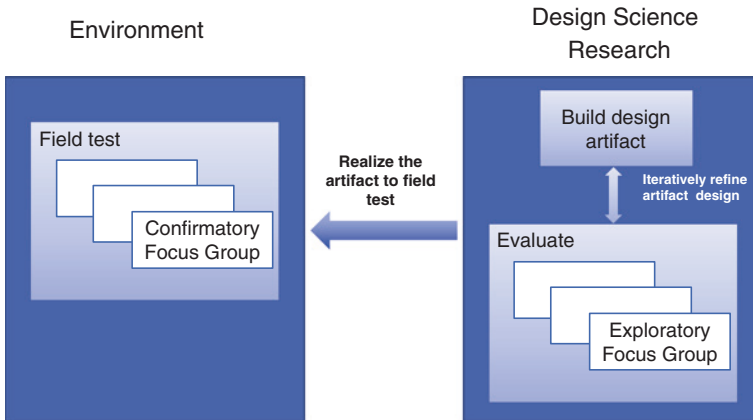 Environment
Design Science
Research
Field test
Confirmatory
Focus Group
Realize the
artifact to field
test
Build design
artifact
Iteratively refine
artifact design
Evaluate
Exploratory
Focus Group